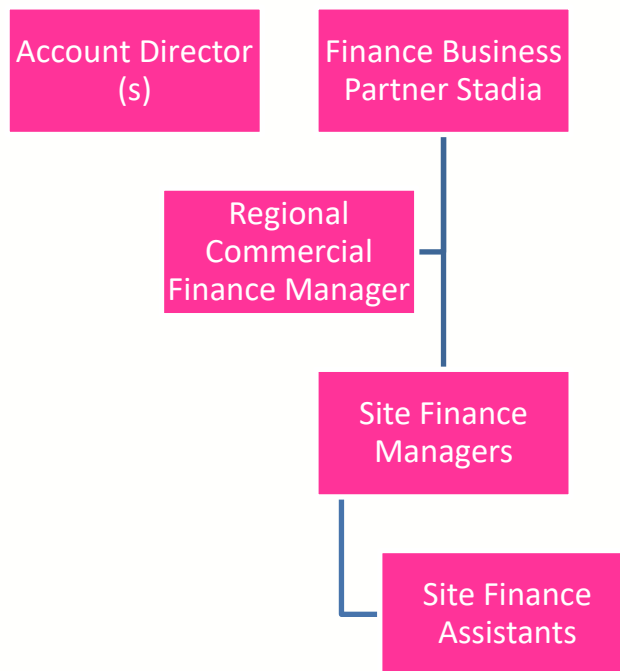 Account Director
(s)
Finance Business
Partner Stadia
Regional
Commercial
Finance Manager
Site Finance
Managers
Site Finance
Assistants